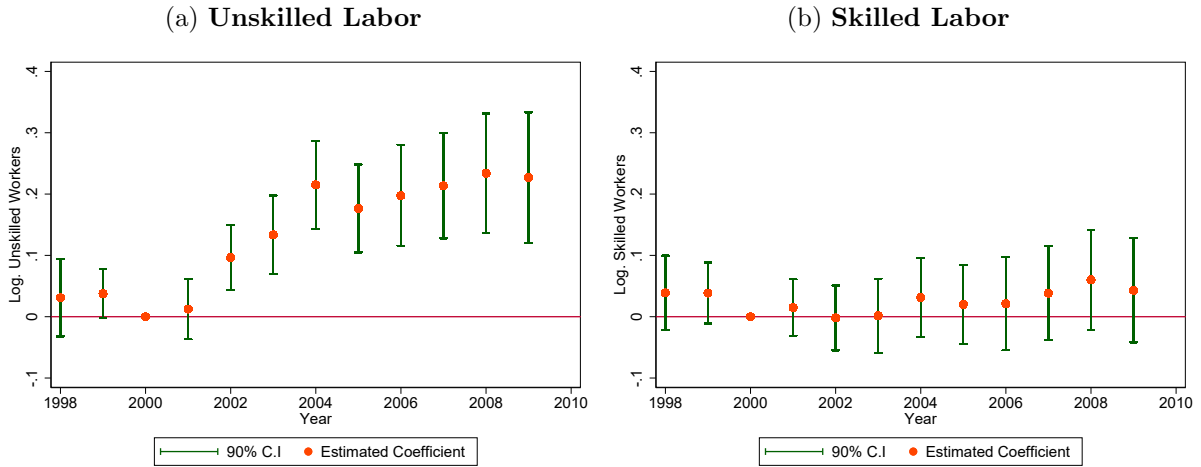 (a) Unskilled Labor
Log. Unskilled Workers
.4
.3
.2
.1
0
-.1
1998 2000 2002 2004 2006 2008 2010
Year
90% C.I Estimated Coefficient
(b) Skilled Labor
Log. Skilled Workers
.4
.3
.2
.1
0
-.1
1998 2000 2002 2004 2006 2008 2010
Year
90% C.I Estimated Coefficient